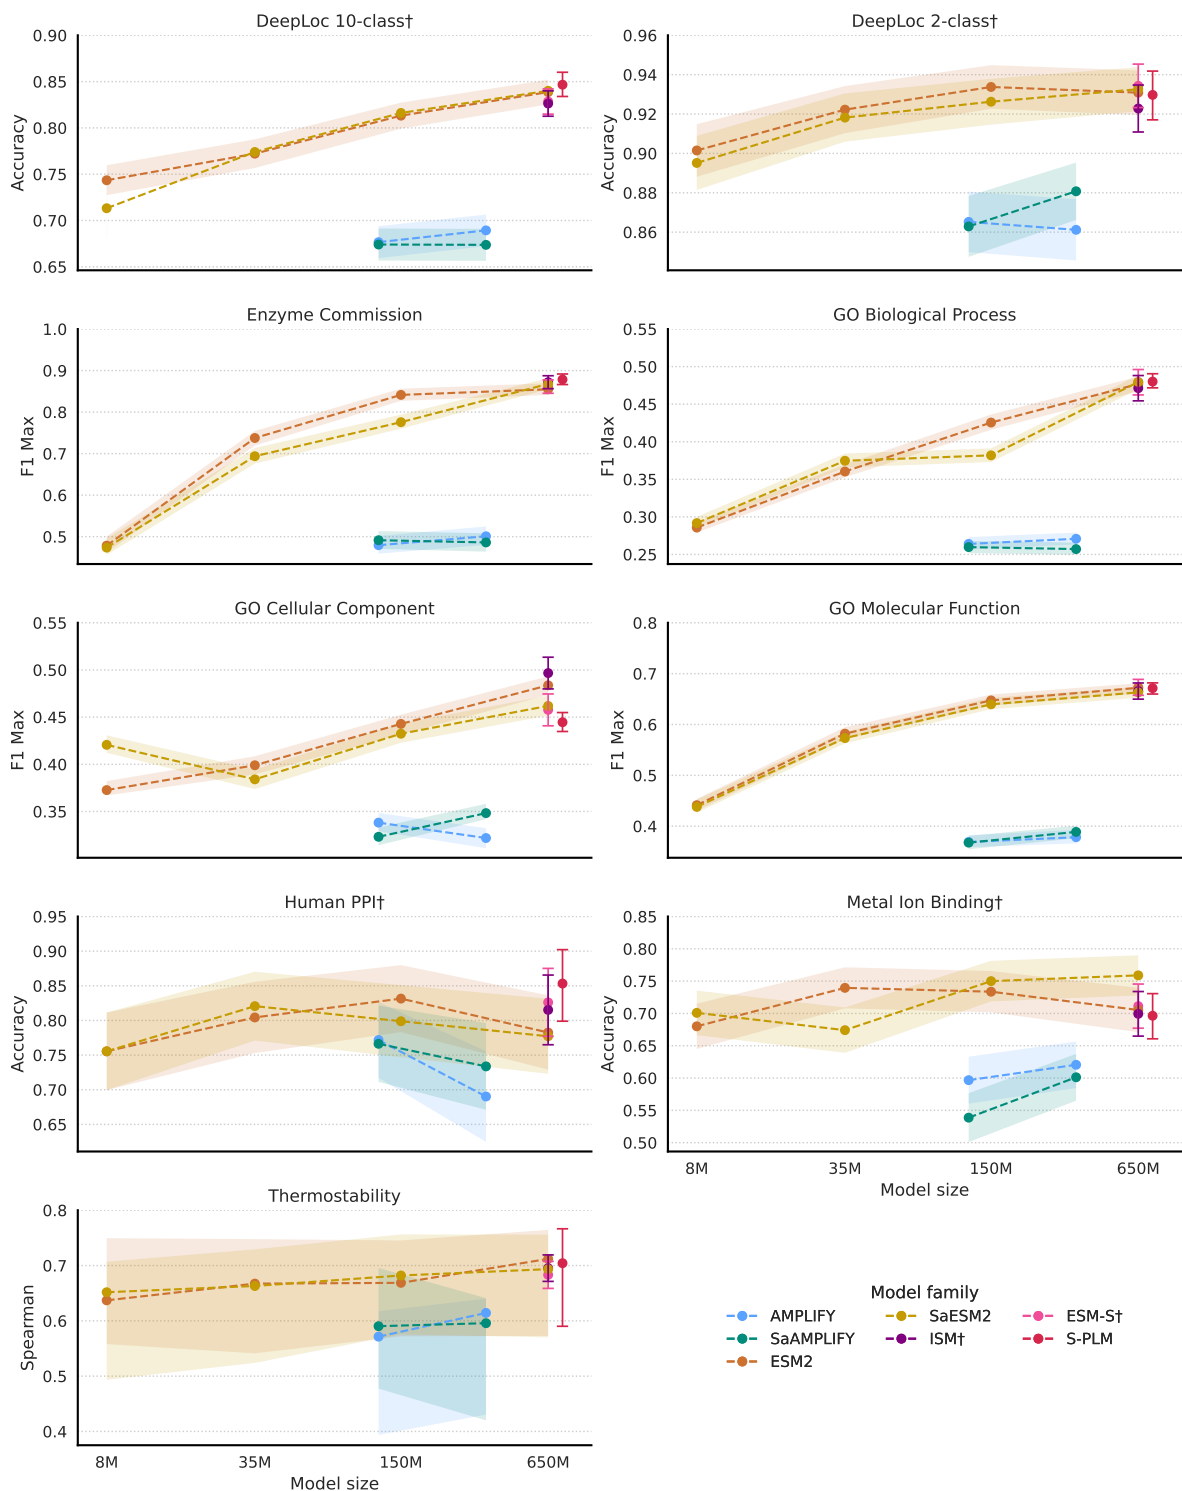 DeepLoc 10-class†
0.90
0.85
0.80
0.75
0.70
0.65
Accuracy
DeepLoc 2-class†
0.96
0.94
0.92
0.90
0.88
0.86
Accuracy
Enzyme Commission
1.0
0.9
0.8
0.7
0.6
0.5
F1 Max
GO Biological Process
0.55
0.50
0.45
0.40
0.35
0.30
0.25
F1 Max
GO Cellular Component
0.55
0.50
0.45
0.40
0.35
F1 Max
GO Molecular Function
0.8
0.7
0.6
0.5
0.4
F1 Max
Human PPI†
0.95
0.90
0.85
0.80
0.75
0.70
0.65
Accuracy
Metal Ion Binding†
0.85
0.80
0.75
0.70
0.65
0.60
0.55
0.50
Accuracy
8M 35M 150M 650M
Model size
Thermostability
0.8
0.7
0.6
0.5
0.4
Spearman
8M 35M 150M 650M
Model size
Model family
AMPLIFY SaESM2 ESM-S†
SaAMPLIFY ISM† S-PLM
ESM2